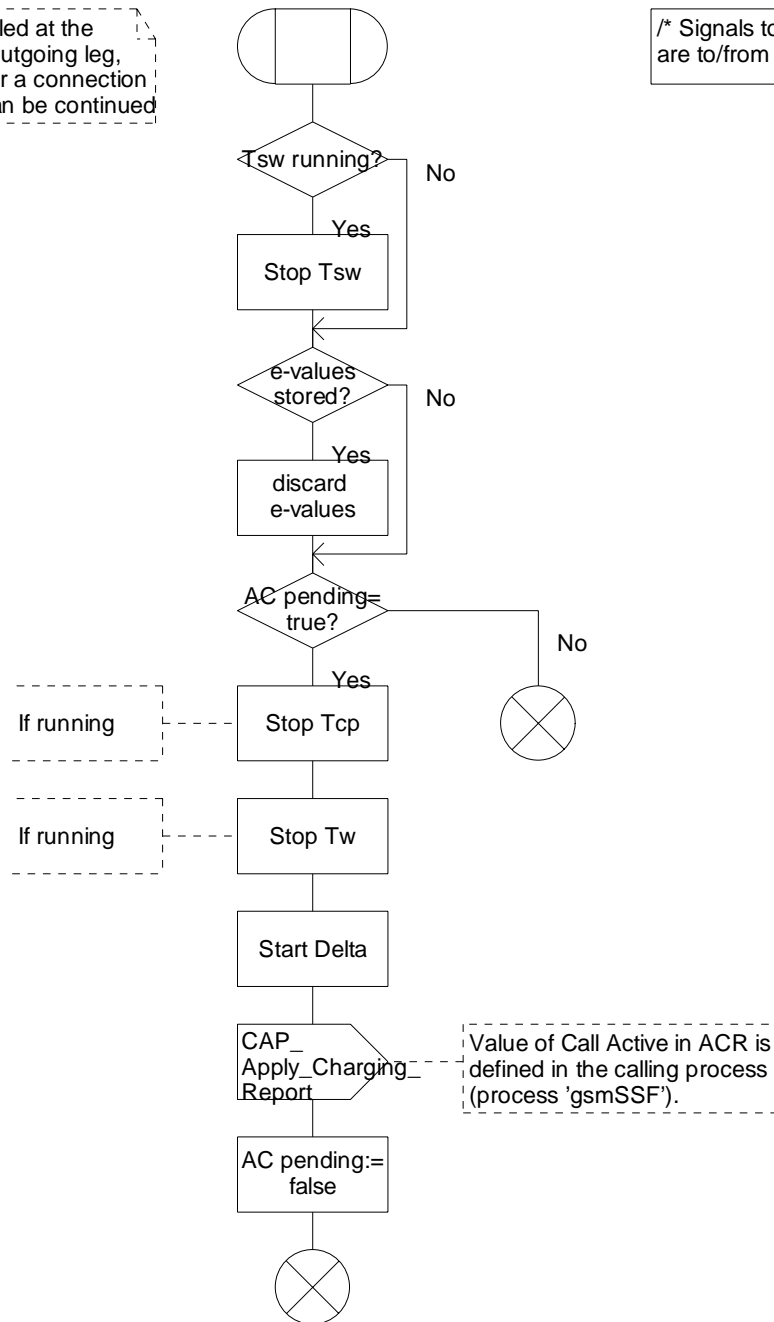 led at the
utgoing leg,
r a connection
an be continued
/* Signals to
are to/from
Tsw running?
No
Yes
Stop Tsw
e-values
stored?
No
Yes
discard
e-values
AC pending=
true?
No
Yes
If running
Stop Tcp
If running
Stop Tw
Start Delta
CAP_
Apply_Charging_
Report
Value of Call Active in ACR is
defined in the calling process
(process 'gsmSSF').
AC pending:=
false